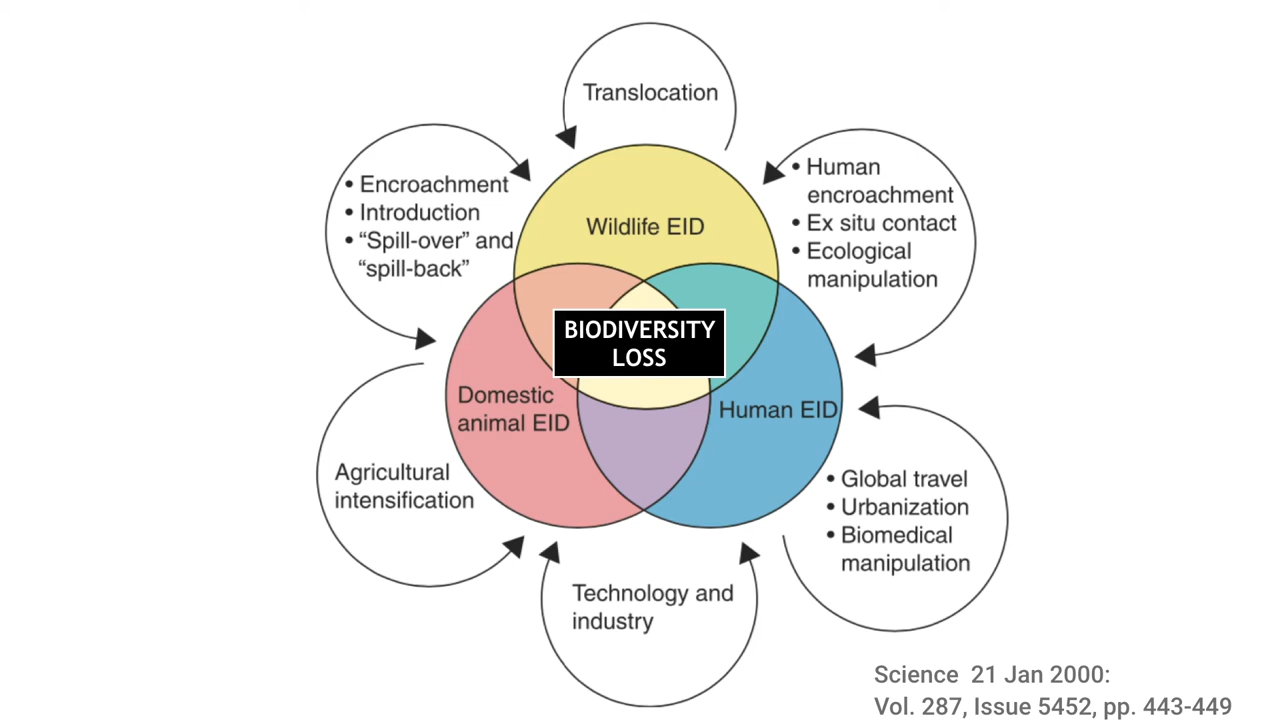 Translocation
• Encroachment
• Introduction
• “Spill-over” and
“spill-back”
• Human
encroachment
• Ex situ contact
• Ecological
manipulation
Wildlife EID
BIODIVERSITY
LOSS
Domestic
animal EID
Human EID
Agricultural
intensification
• Global travel
• Urbanization
• Biomedical
manipulation
Technology and
industry
Science 21 Jan 2000:
Vol. 287, Issue 5452, pp. 443-449